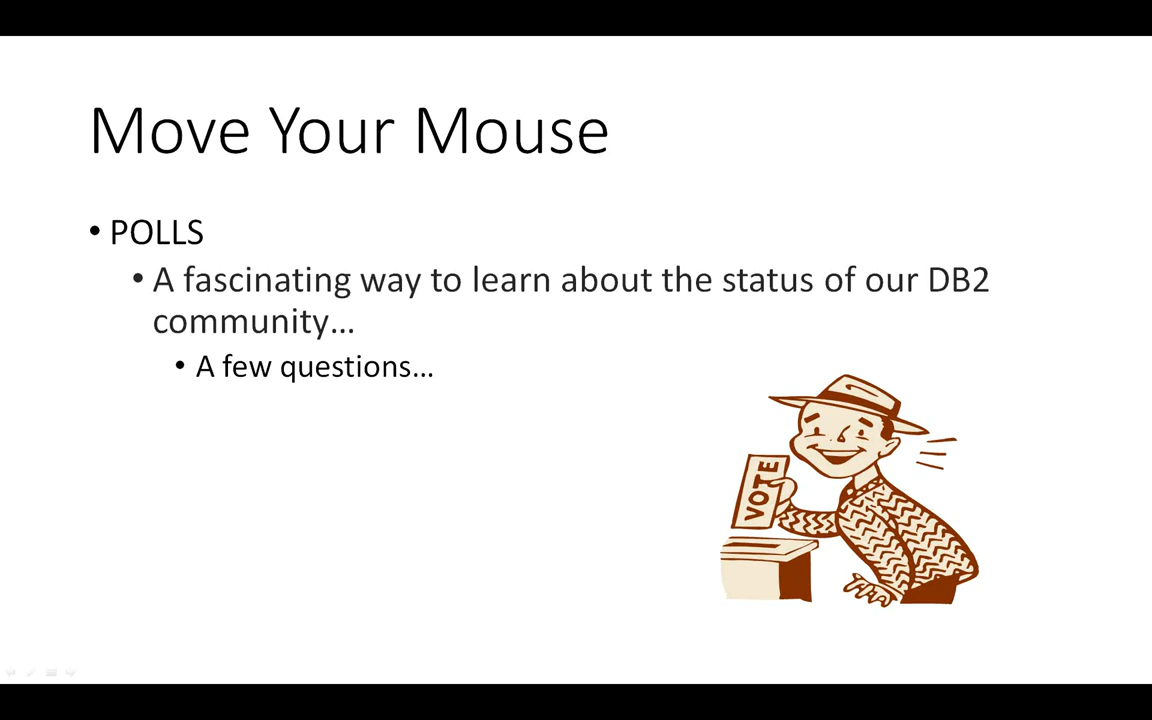 Move Your Mouse
• POLLS
• A fascinating way to learn about the status of our DB2
community…
• A few questions…
VOTE